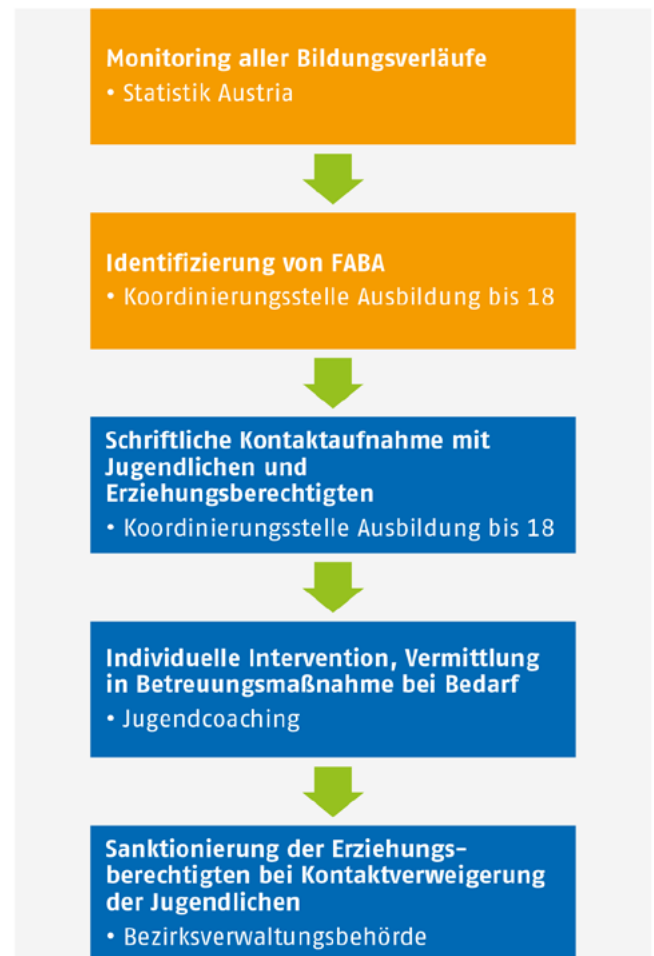 Monitoring aller Bildungsverläufe
• Statistik Austria
Identifizierung von FABA
• Koordinierungsstelle Ausbildung bis 18
Schriftliche Kontaktaufnahme mit
Jugendlichen und
Erziehungsberechtigten
• Koordinierungsstelle Ausbildung bis 18
Individuelle Intervention, Vermittlung
in Betreuungsmaßnahme bei Bedarf
• Jugendcoaching
Sanktionierung der Erziehungs-
berechtigten bei Kontaktverweigerung
der Jugendlichen
• Bezirksverwaltungsbehörde